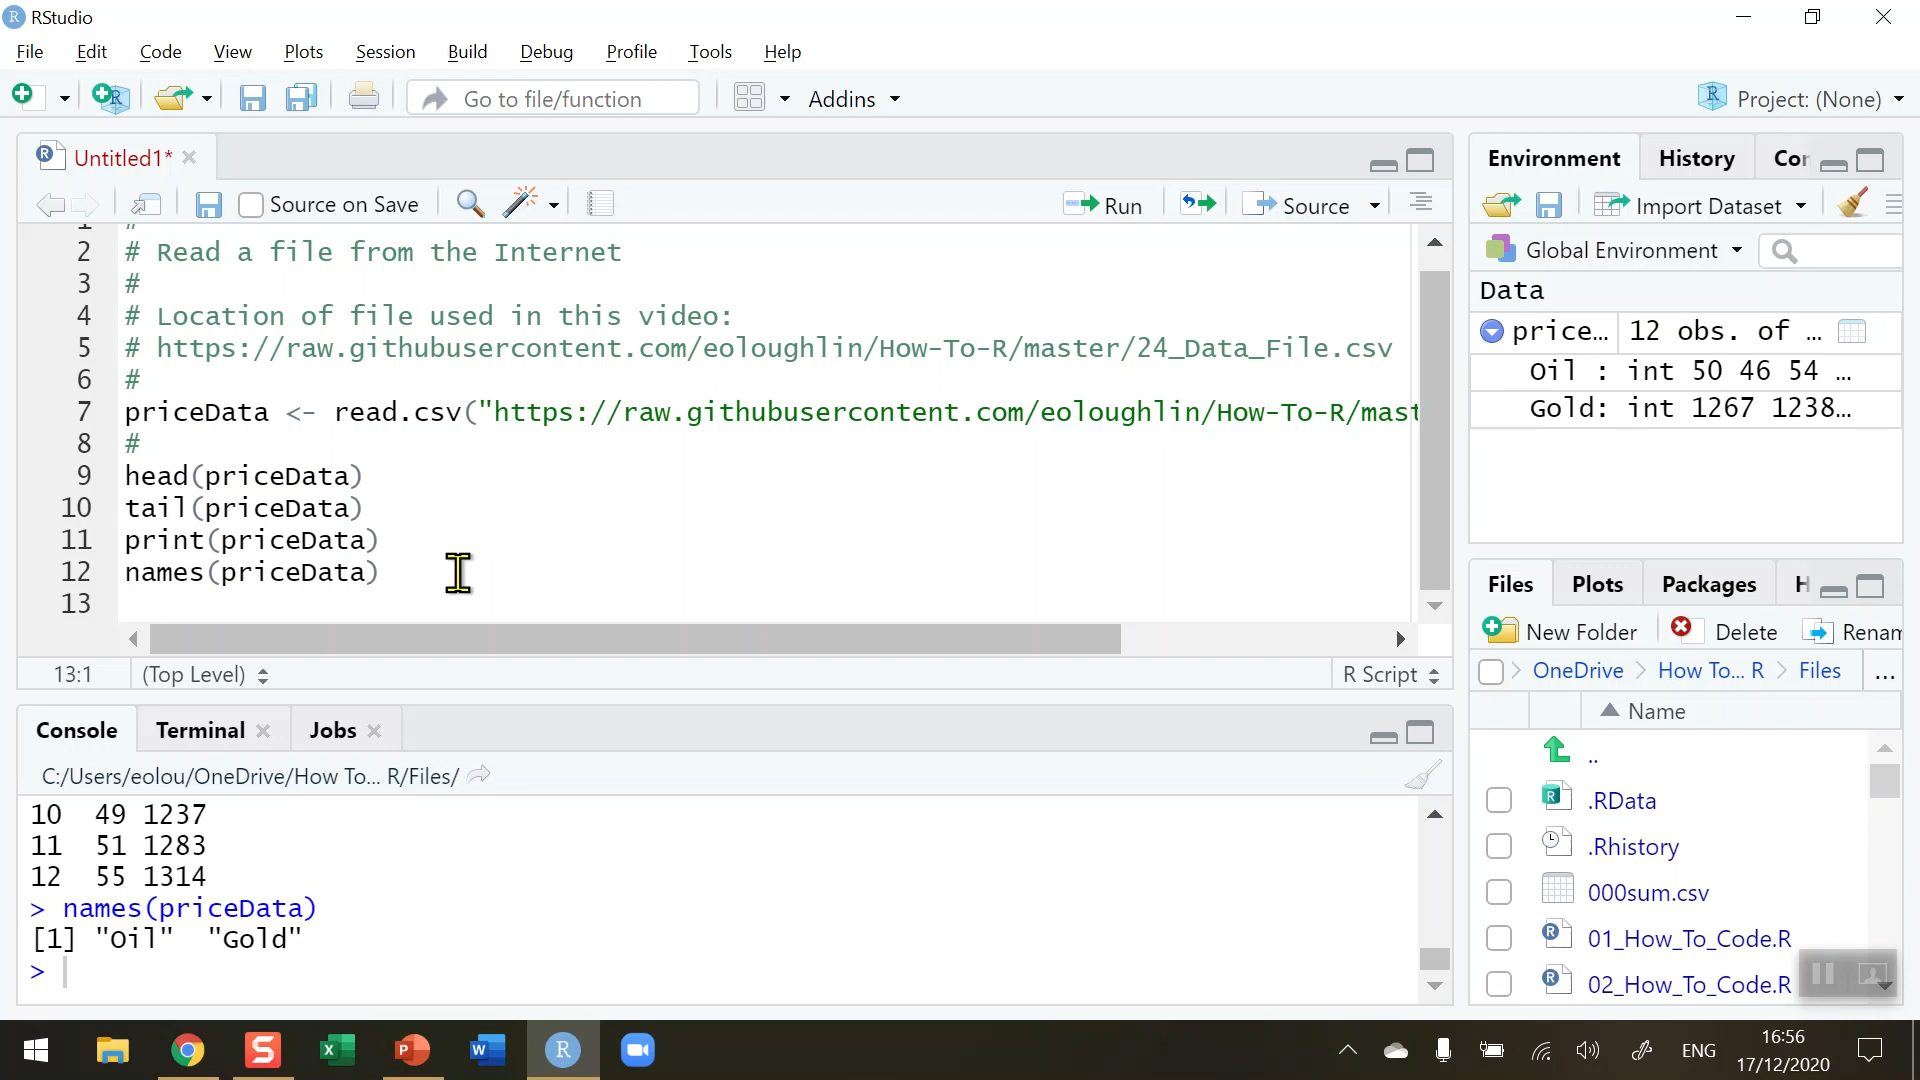 RStudio
File Edit Code View Plots Session Build Debug Profile Tools Help
Go to file/function Addins Project: (None)
Untitled1*
Source on Save Run Source
2 # Read a file from the Internet
3 #
4 # Location of file used in this video:
5 # https://raw.githubusercontent.com/eoloughlin/How-To-R/master/24_Data_File.csv
6 #
7 priceData <- read.csv("https://raw.githubusercontent.com/eoloughlin/How-To-R/mast
8 #
9 head(priceData)
10 tail(priceData)
11 print(priceData)
12 names(priceData)
13
13:1 (Top Level) R Script
Console Terminal Jobs
C:/Users/eolou/OneDrive/How To... R/Files/
10 49 1237
11 51 1283
12 55 1314
> names(priceData)
[1] "Oil" "Gold"
>
Environment History Cor
Import Dataset
Global Environment
Data
price... 12 obs. of ...
Oil : int 50 46 54 ...
Gold: int 1267 1238...
Files Plots Packages H
New Folder Delete Renam
OneDrive How To... R Files ...
Name
..
.RData
.Rhistory
000sum.csv
01_How_To_Code.R
02_How_To_Code.R
ENG
16:56
17/12/2020